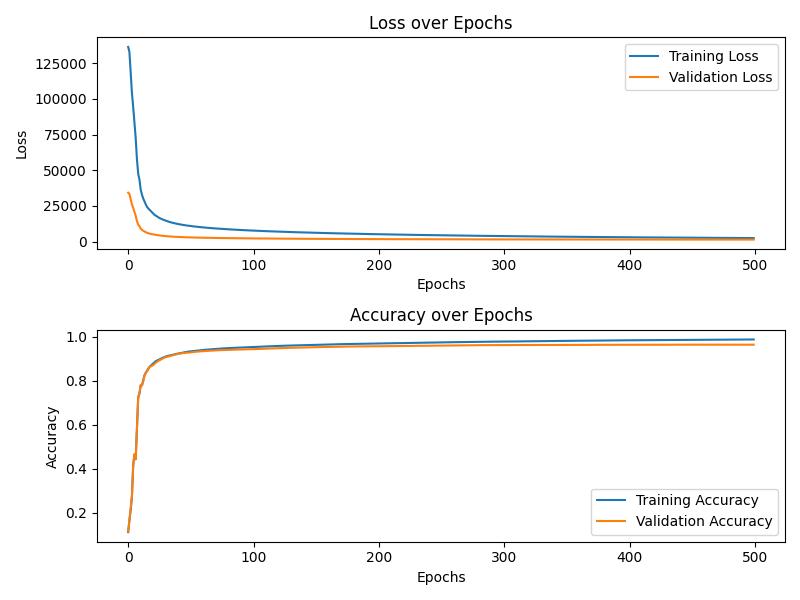 Loss over Epochs
125000
100000
75000
50000
25000
0
Loss
Training Loss
Validation Loss
0 100 200 300 400 500
Epochs
Accuracy over Epochs
1.0
0.8
0.6
0.4
0.2
Accuracy
Training Accuracy
Validation Accuracy
0 100 200 300 400 500
Epochs